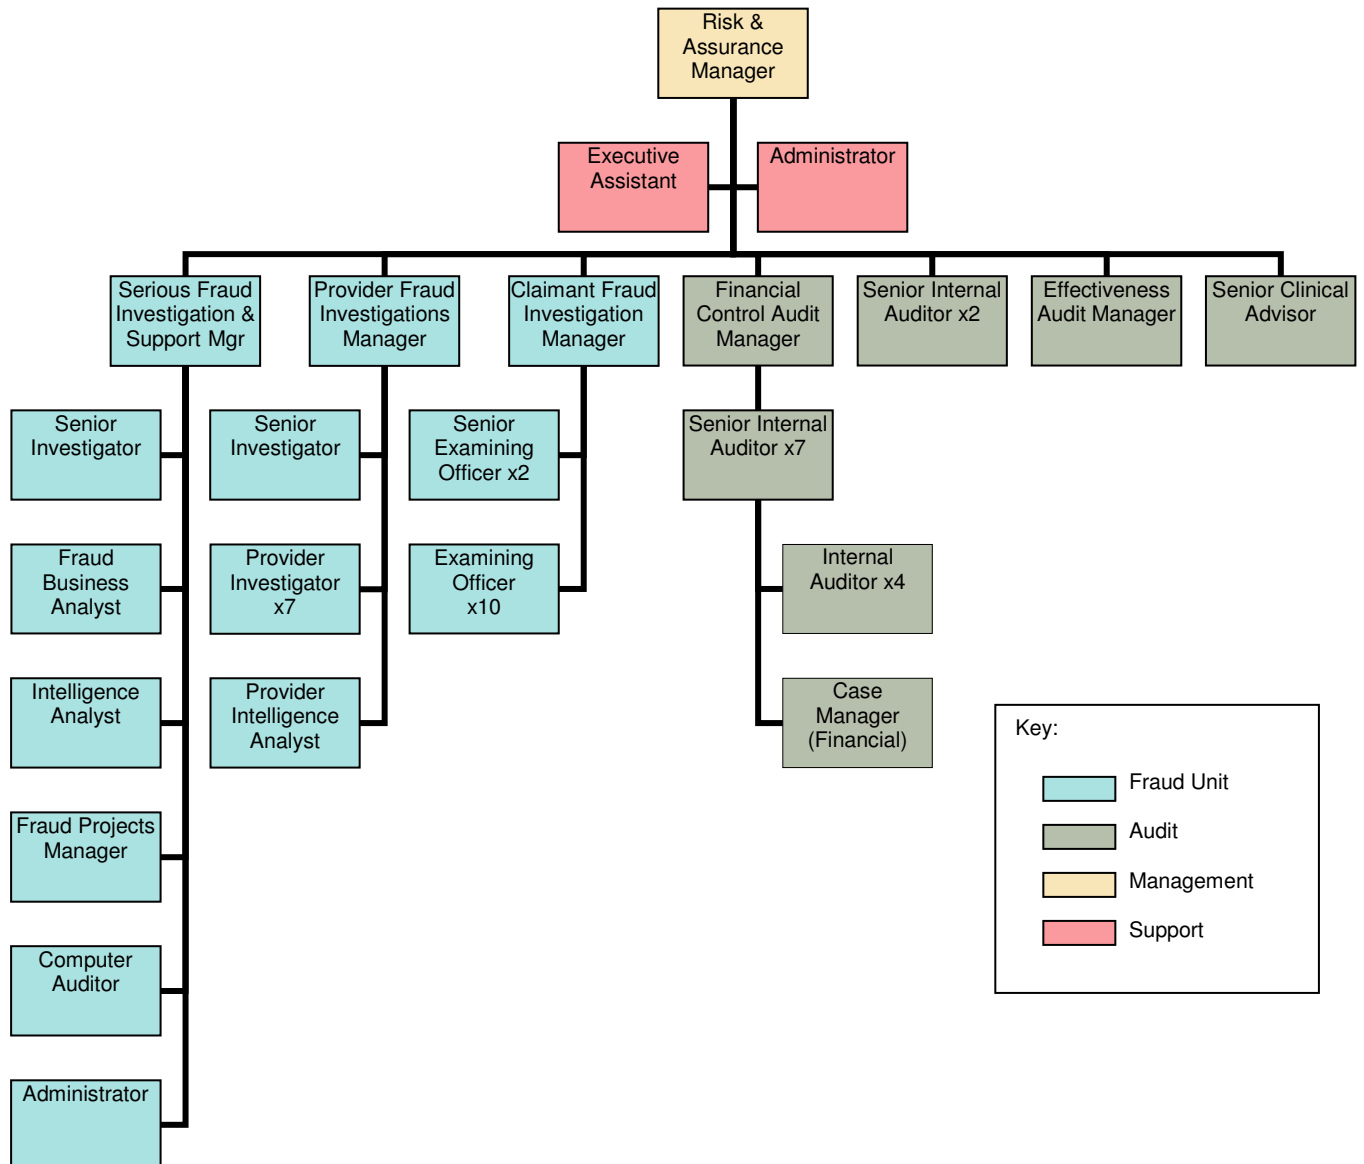 Risk &
Assurance
Manager
Executive
Assistant
Administrator
Serious Fraud
Investigation &
Support Mgr
Provider Fraud
Investigations
Manager
Claimant Fraud
Investigation
Manager
Financial
Control Audit
Manager
Senior Internal
Auditor x2
Effectiveness
Audit Manager
Senior Clinical
Advisor
Senior
Investigator
Senior
Investigator
Senior
Examining
Officer x2
Senior Internal
Auditor x7
Fraud
Business
Analyst
Provider
Investigator
x7
Examining
Officer
x10
Internal
Auditor x4
Intelligence
Analyst
Provider
Intelligence
Analyst
Case
Manager
(Financial)
Fraud Projects
Manager
Computer
Auditor
Administrator
Key:
Fraud Unit
Audit
Management
Support